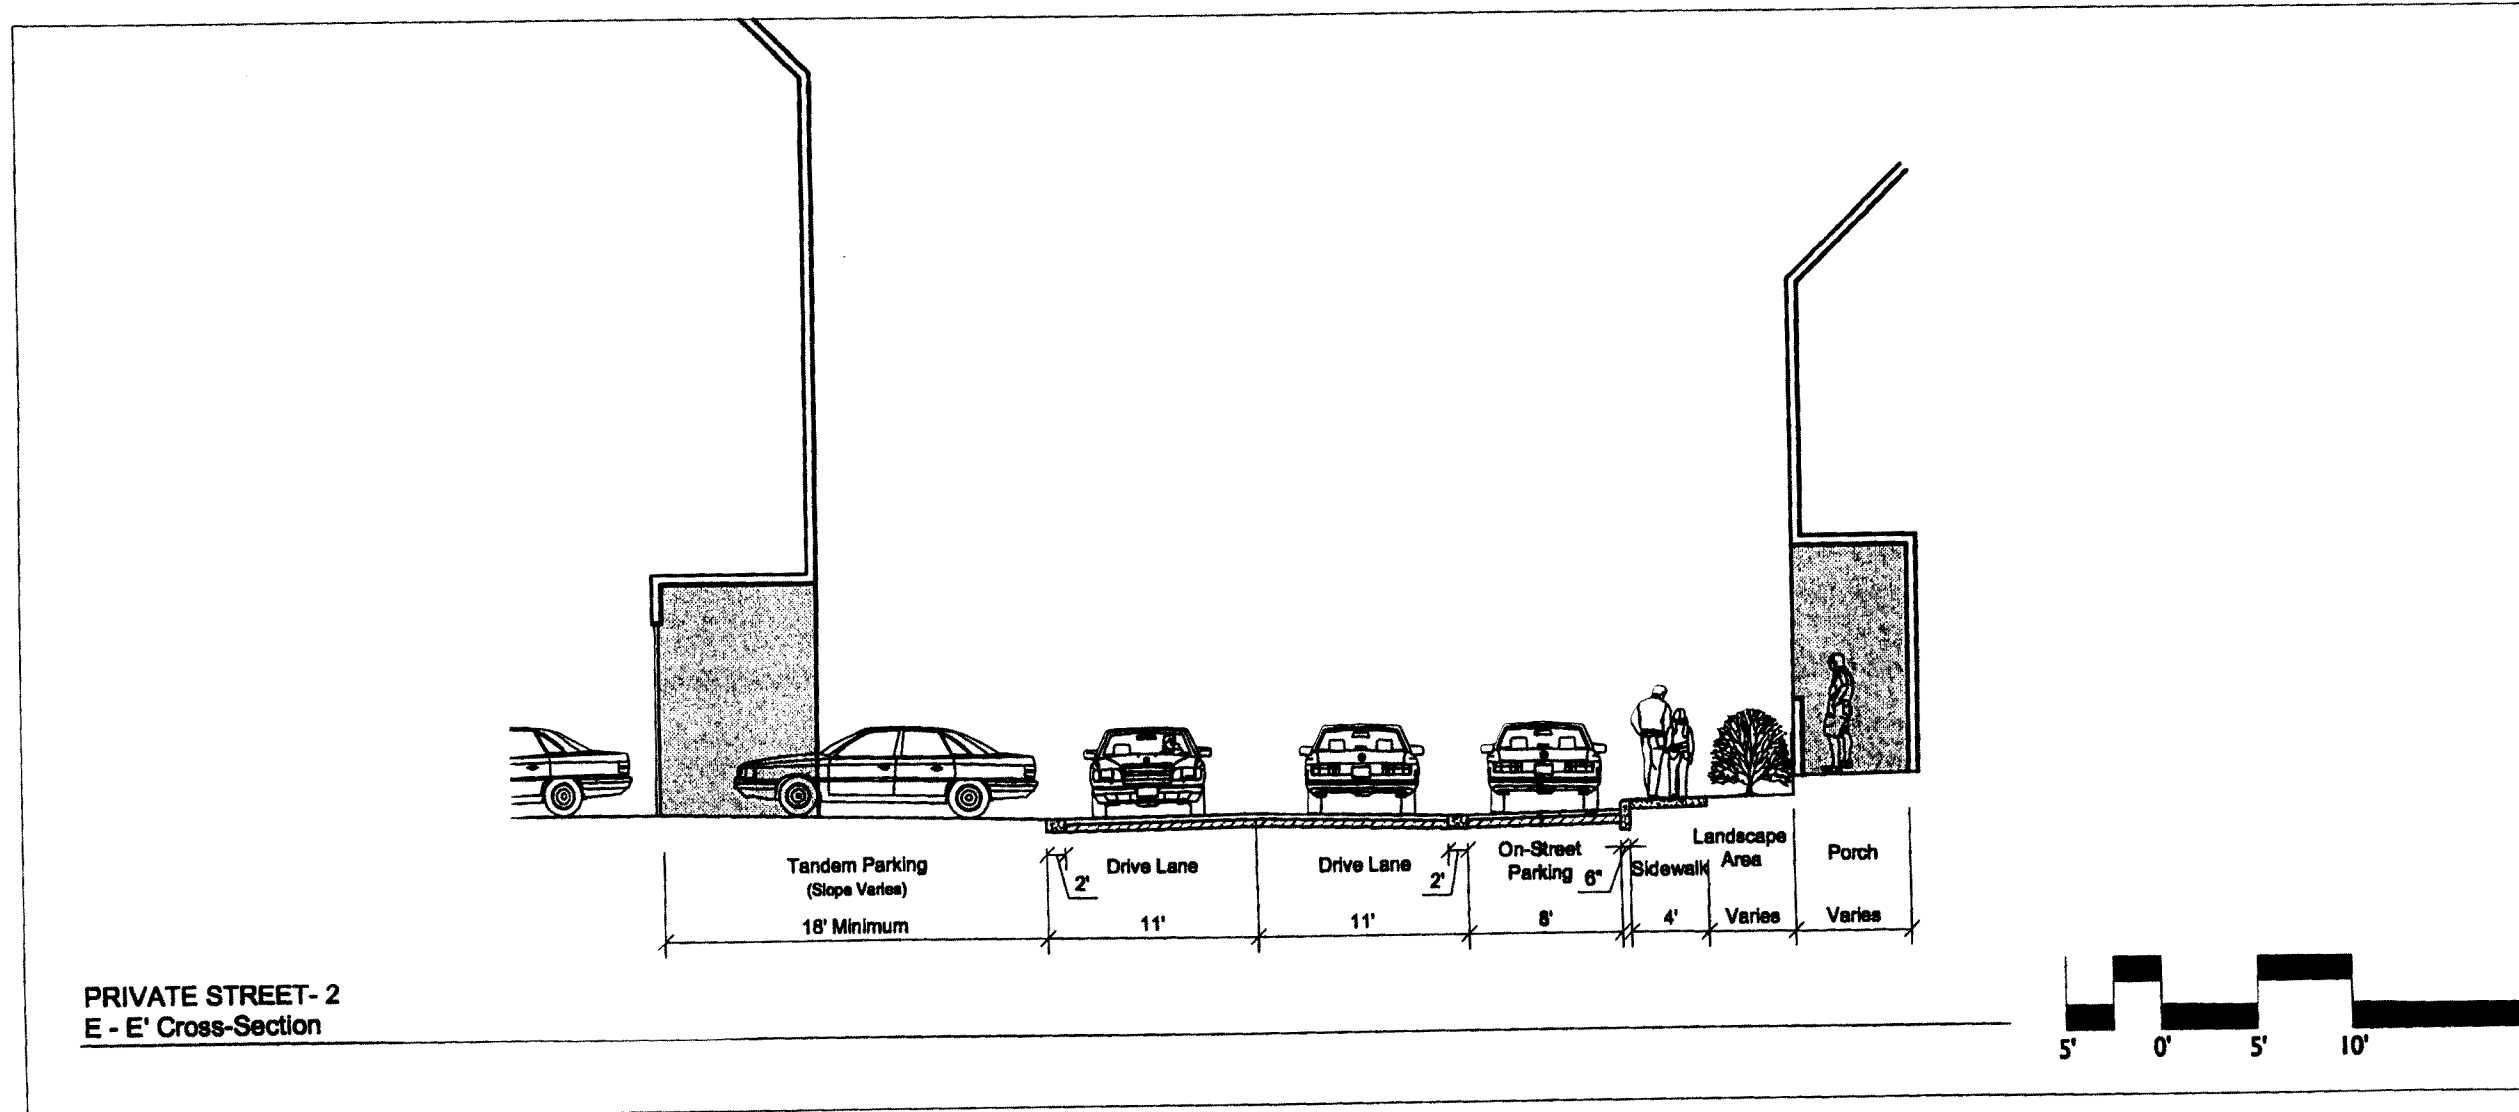 Tandem Parking
(Slope Varies)
18' Minimum
2'
Drive Lane
11'
Drive Lane
11'
2'
On-Street
Parking
8'
6"
Sidewalk
4'
Landscape
Area
Varies
Porch
Varies
PRIVATE STREET- 2
E - E' Cross-Section
5' 0' 5' 10'